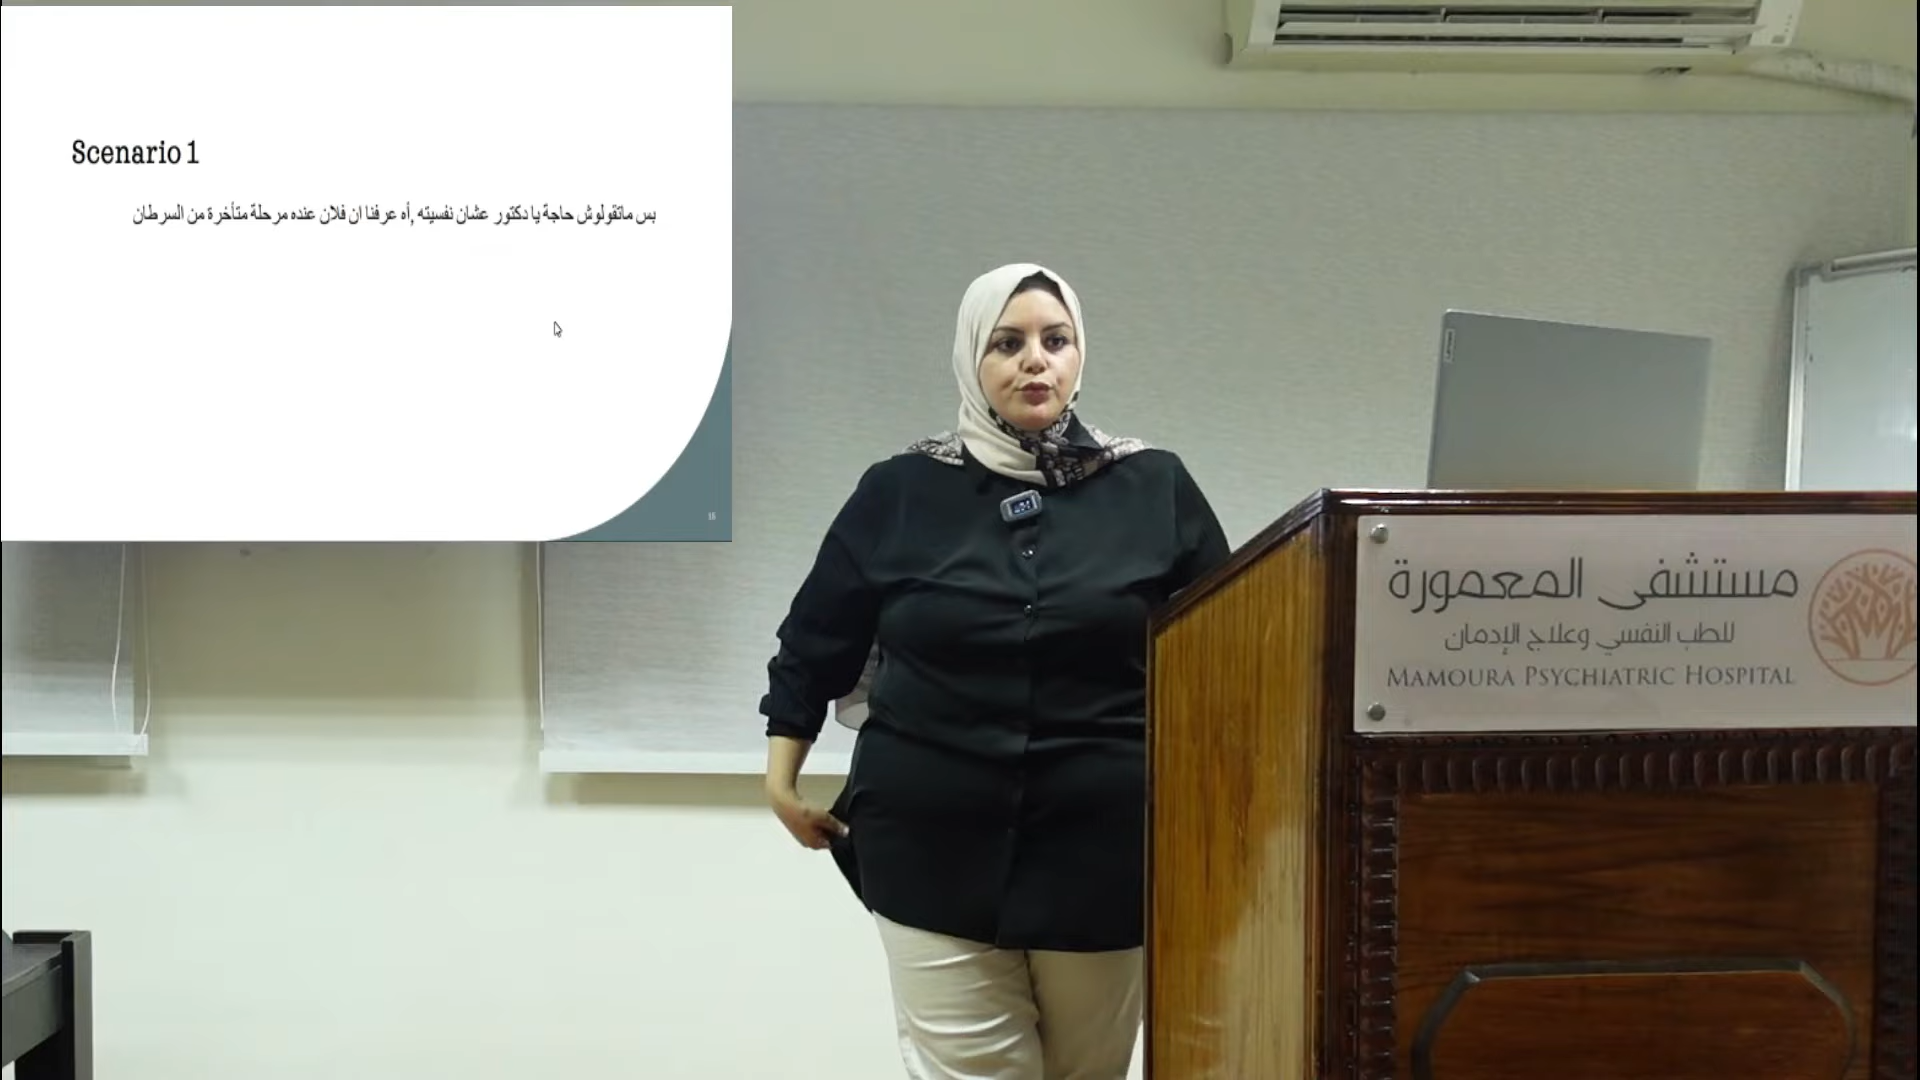 Scenario 1
بس ماتقولوش حاجة يا دكتور عشان نفسيته ,أه عرفنا ان فلان عنده مرحلة متأخرة من السرطان
مستشفى المعمورة
للطب النفسي وعلاج الإدمان
MAMOURA PSYCHIATRIC HOSPITAL